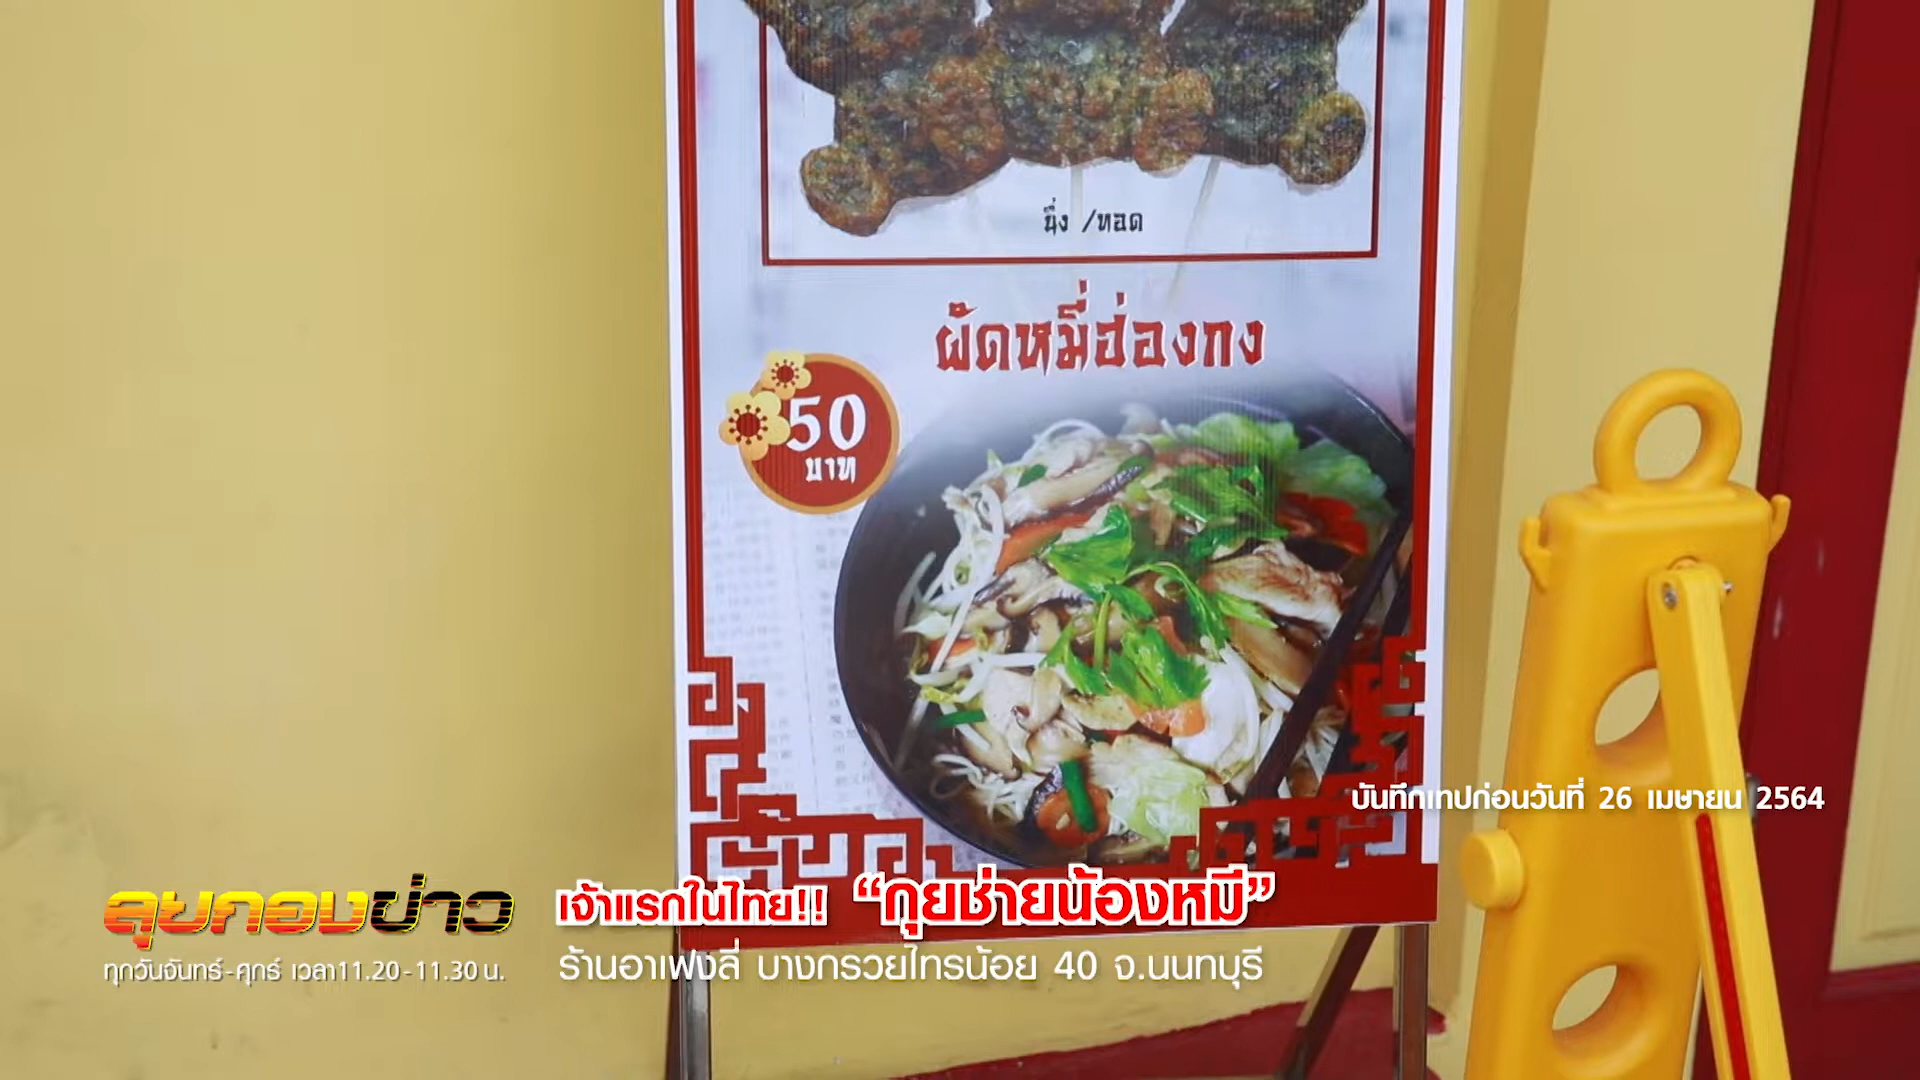 นึ่ง /ทอด
ผัดหมี่ฮ่องกง
50
บาท
บันทึกเทปก่อนวันที่ 26 เมษายน 2564
ลุยกองข่าว
ทุกวันจันทร์-ศุกร์ เวลา11.20-11.30 น.
เจ้าแรกในไทย!! “กุยช่ายน้องหมี”
ร้านอาเฟงลี่ บางกรวยไทรน้อย 40 จ.นนทบุรี